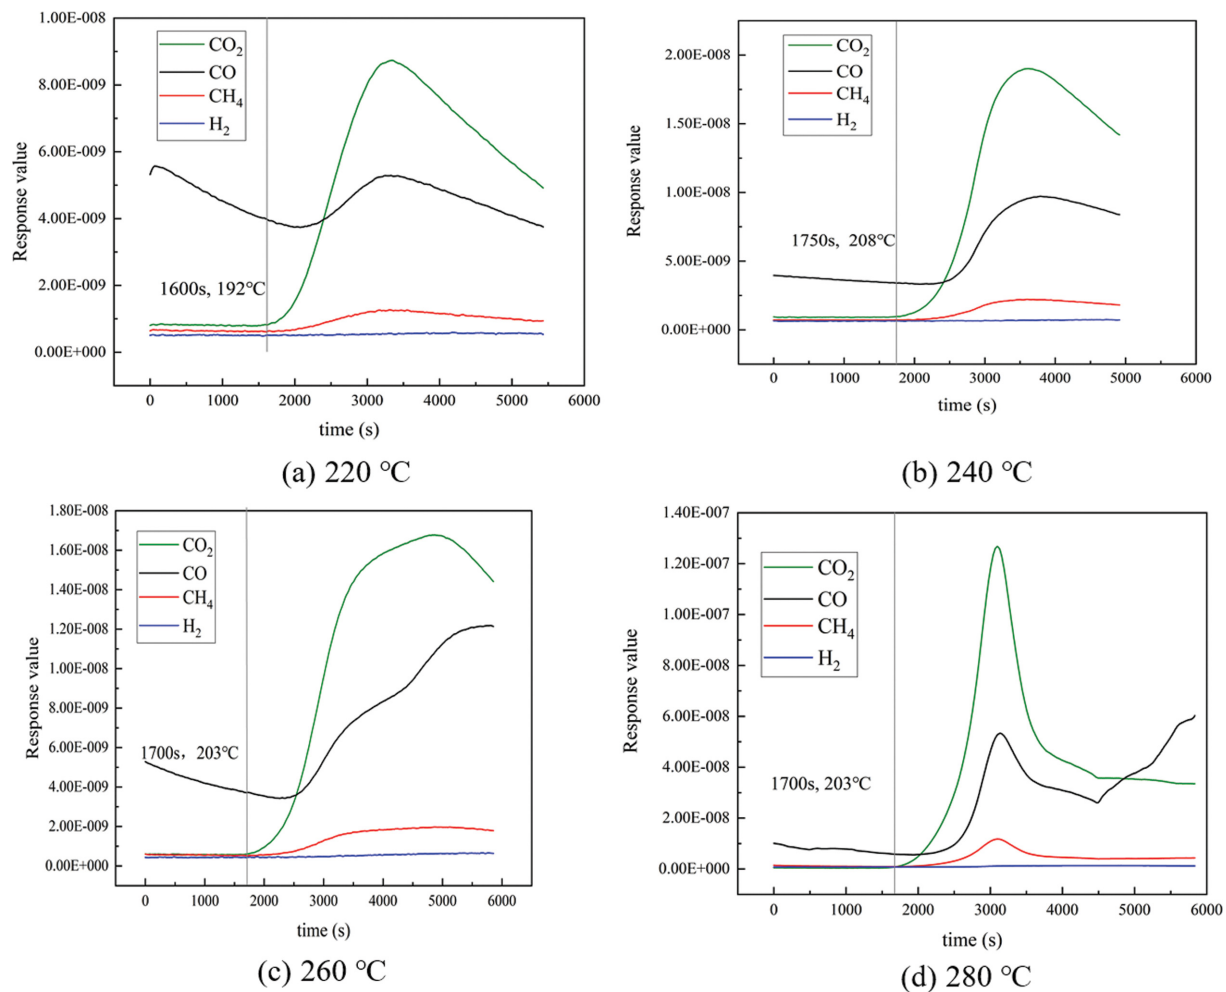 1.00E-008
8.00E-009
6.00E-009
4.00E-009
2.00E-009
0.00E+000
Response value
CO2
CO
CH4
H2
1600s, 192℃
0 1000 2000 3000 4000 5000 6000
time (s)
(a) 220 ℃
2.00E-008
1.50E-008
1.00E-008
5.00E-009
0.00E+000
Response value
CO2
CO
CH4
H2
1750s, 208℃
0 1000 2000 3000 4000 5000 6000
time (s)
(b) 240 ℃
1.80E-008
1.60E-008
1.40E-008
1.20E-008
1.00E-008
8.00E-009
6.00E-009
4.00E-009
2.00E-009
0.00E+000
Response value
CO2
CO
CH4
H2
1700s, 203℃
0 1000 2000 3000 4000 5000 6000
time (s)
(c) 260 ℃
1.40E-007
1.20E-007
1.00E-007
8.00E-008
6.00E-008
4.00E-008
2.00E-008
0.00E+000
Response value
CO2
CO
CH4
H2
1700s, 203℃
0 1000 2000 3000 4000 5000 6000
time (s)
(d) 280 ℃